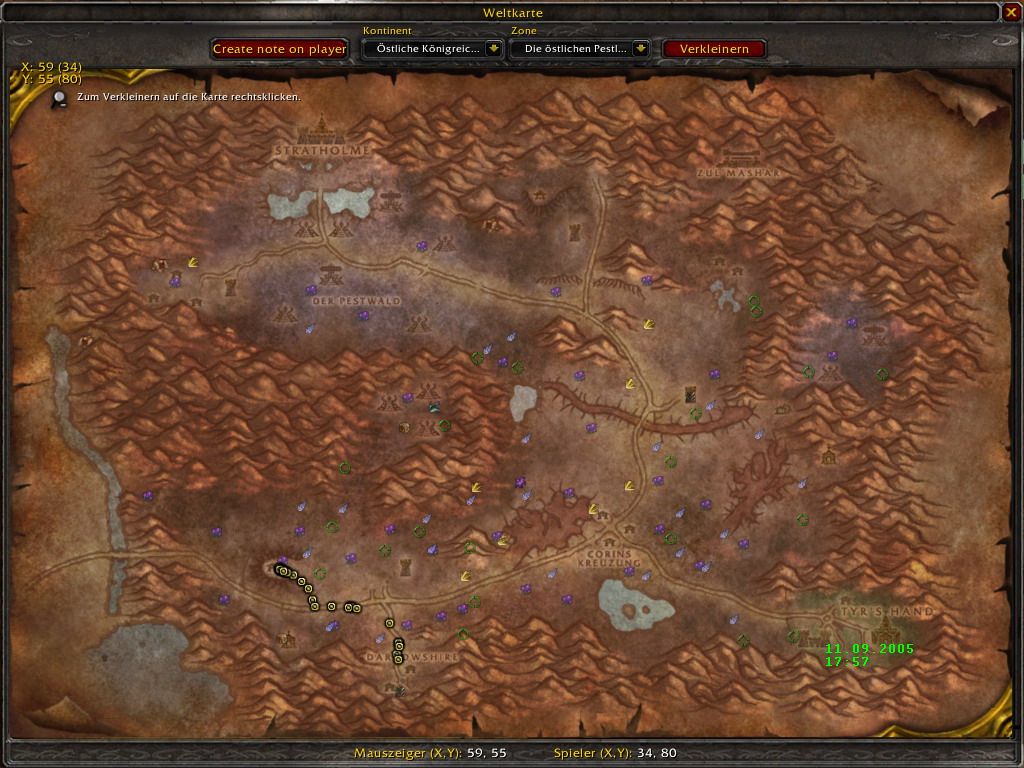 Weltkarte
Kontinent
Zone
Create note on player
Östliche Königreic...
Die östlichen Pestl...
Verkleinern
X: 59 (34)
Y: 55 (80)
Zum Verkleinern auf die Karte rechtsklicken.
STRATHOLME
ZUL'MASHAR
DER PESTWALD
CORINS
KREUZUNG
TYR'S HAND
DARROWSHIRE
11.09.2005
17:57
Mauszeiger (X,Y): 59, 55
Spieler (X,Y): 34, 80